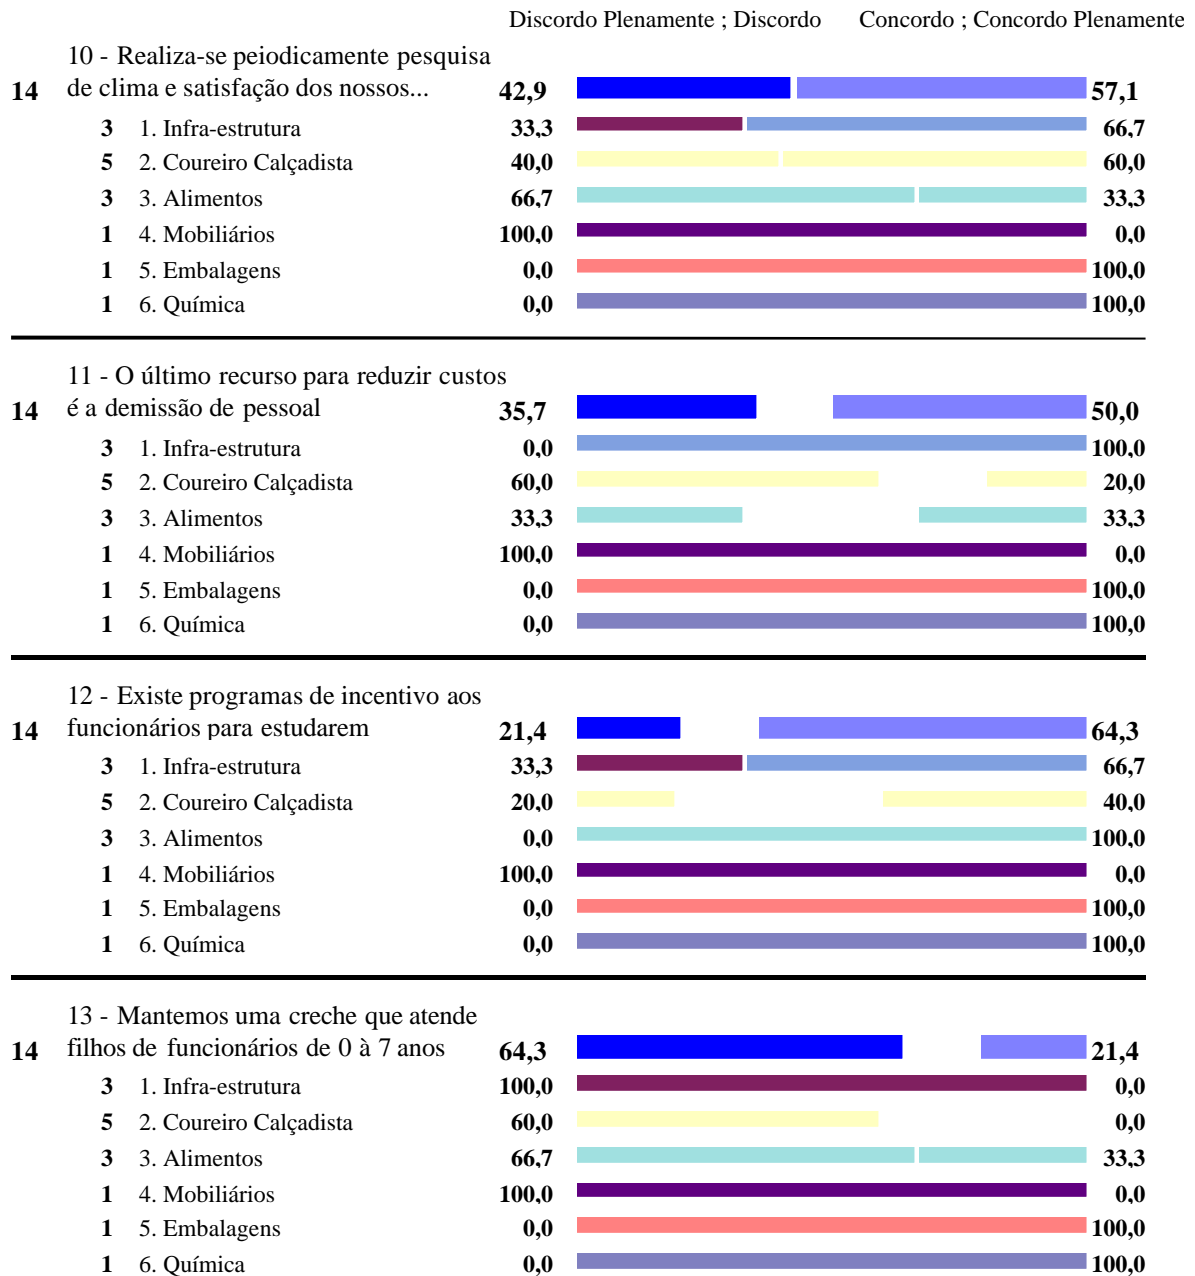 Discordo Plenamente ; Discordo Concordo ; Concordo Plenamente
10 - Realiza-se peiodicamente pesquisa
14 de clima e satisfação dos nossos... 42,9 57,1
3 1. Infra-estrutura 33,3 66,7
5 2. Coureiro Calçadista 40,0 60,0
3 3. Alimentos 66,7 33,3
1 4. Mobiliários 100,0 0,0
1 5. Embalagens 0,0 100,0
1 6. Química 0,0 100,0
11 - O último recurso para reduzir custos
14 é a demissão de pessoal 35,7 50,0
3 1. Infra-estrutura 0,0 100,0
5 2. Coureiro Calçadista 60,0 20,0
3 3. Alimentos 33,3 33,3
1 4. Mobiliários 100,0 0,0
1 5. Embalagens 0,0 100,0
1 6. Química 0,0 100,0
12 - Existe programas de incentivo aos
14 funcionários para estudarem 21,4 64,3
3 1. Infra-estrutura 33,3 66,7
5 2. Coureiro Calçadista 20,0 40,0
3 3. Alimentos 0,0 100,0
1 4. Mobiliários 100,0 0,0
1 5. Embalagens 0,0 100,0
1 6. Química 0,0 100,0
13 - Mantemos uma creche que atende
14 filhos de funcionários de 0 à 7 anos 64,3 21,4
3 1. Infra-estrutura 100,0 0,0
5 2. Coureiro Calçadista 60,0 0,0
3 3. Alimentos 66,7 33,3
1 4. Mobiliários 100,0 0,0
1 5. Embalagens 0,0 100,0
1 6. Química 0,0 100,0